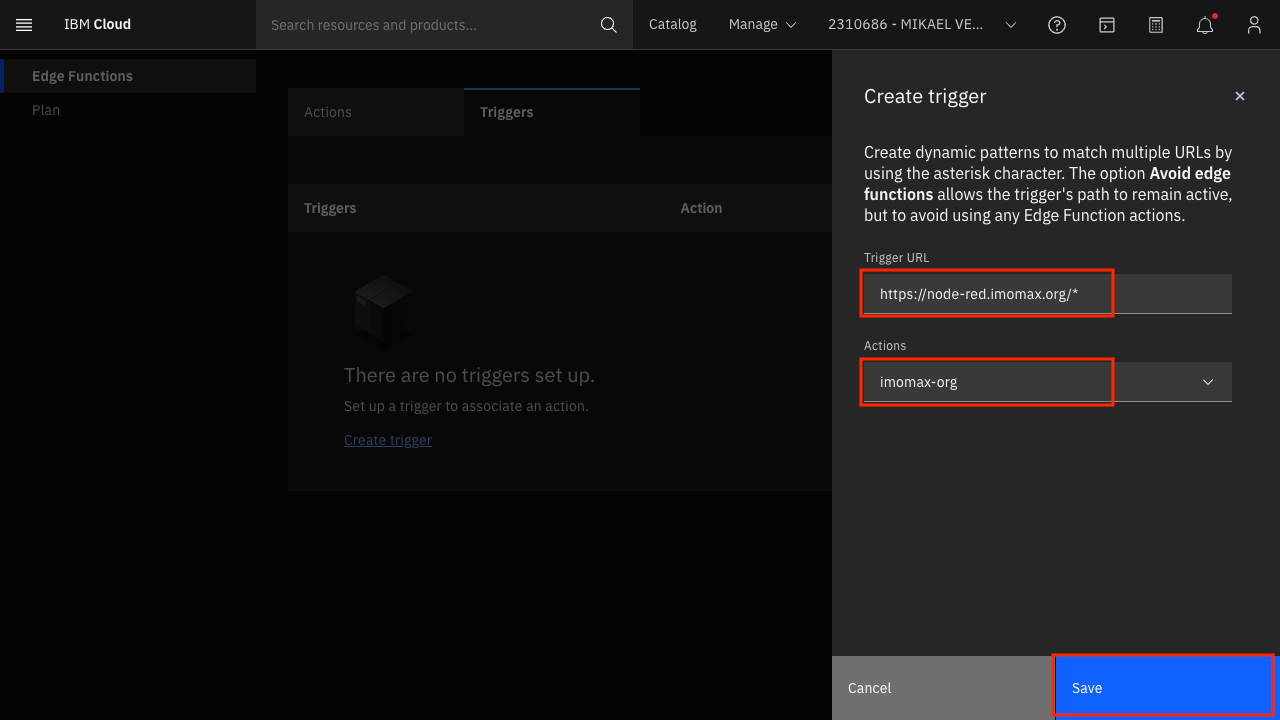 IBM Cloud
Search resources and products...
Catalog
Manage
2310686 - MIKAEL VE...
Edge Functions
Plan
Actions
Triggers
Triggers
Action
There are no triggers set up.
Set up a trigger to associate an action.
Create trigger
Create trigger
Create dynamic patterns to match multiple URLs by
using the asterisk character. The option Avoid edge
functions allows the trigger's path to remain active,
but to avoid using any Edge Function actions.
Trigger URL
https://node-red.imomax.org/*
Actions
imomax-org
Cancel
Save